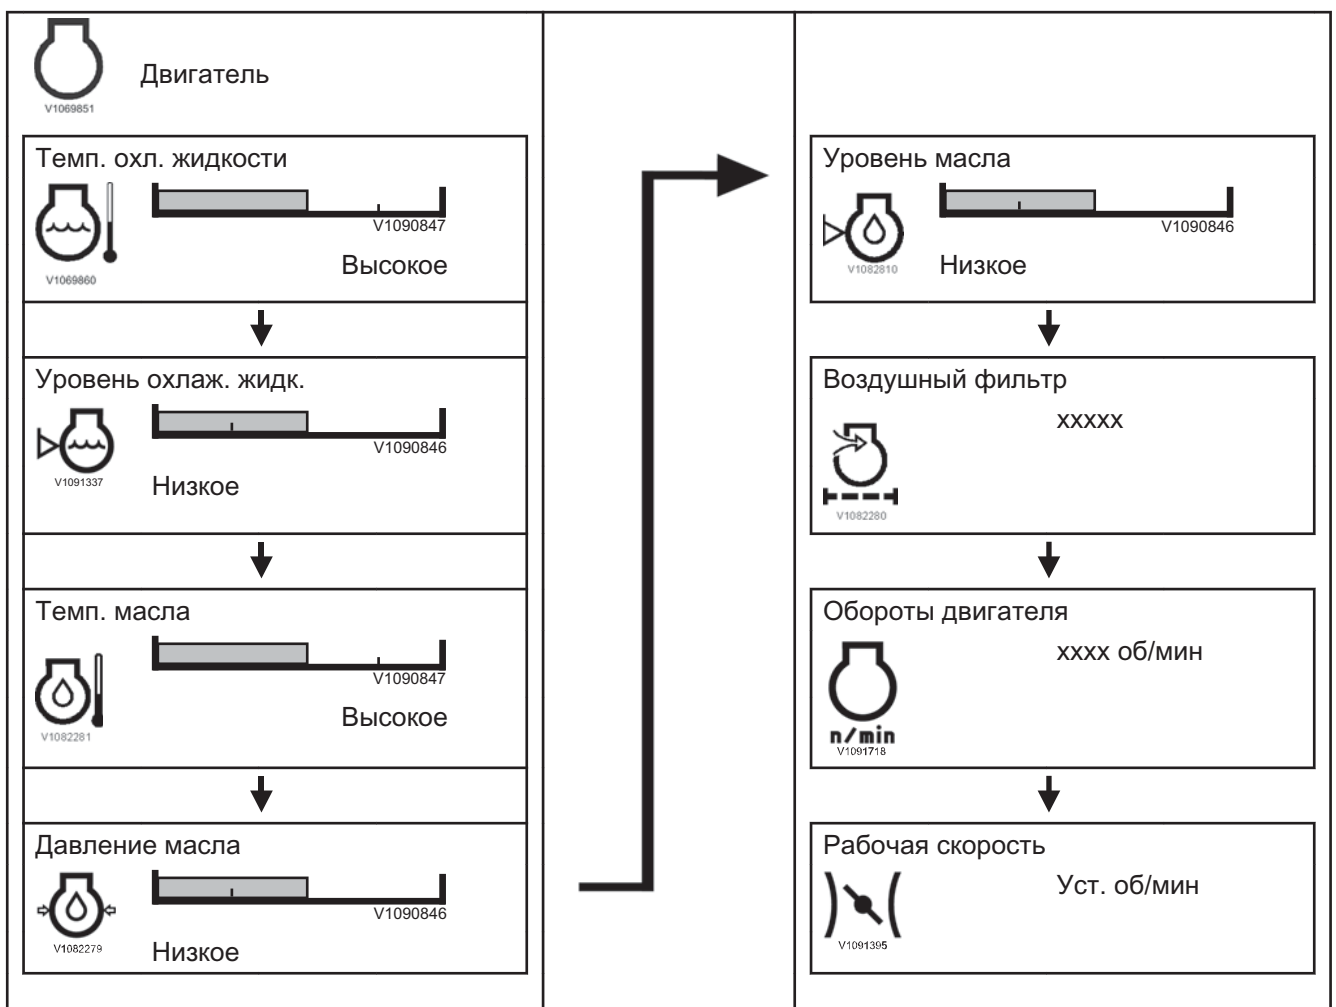 Двигатель
V1069851
Темп. охл. жидкости
V1090847
Высокое
V1069860
Уровень охлаж. жидк.
V1090846
V1091337
Низкое
Темп. масла
V1090847
Высокое
V1082281
Давление масла
V1090846
V1082279
Низкое
Уровень масла
V1090846
V1082810
Низкое
Воздушный фильтр
xxxxx
V1082280
Обороты двигателя
xxxx об/мин
n/min
V1091718
Рабочая скорость
Уст. об/мин
V1091395